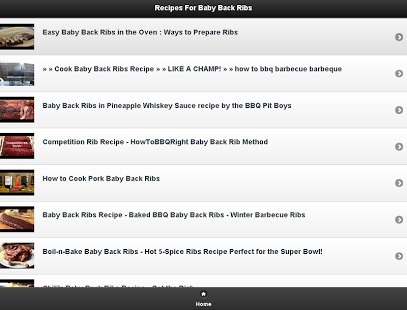 Recipes For Baby Back Ribs
Easy Baby Back Ribs in the Oven : Ways to Prepare Ribs
» » Cook Baby Back Ribs Recipe » » LIKE A CHAMP! » » how to bbq barbecue barbeque
Baby Back Ribs in Pineapple Whiskey Sauce recipe by the BBQ Pit Boys
Competition Rib Recipe - HowToBBQRight Baby Back Rib Method
How to Cook Pork Baby Back Ribs
Baby Back Ribs Recipe - Baked BBQ Baby Back Ribs - Winter Barbecue Ribs
Boil-n-Bake Baby Back Ribs - Hot 5-Spice Ribs Recipe Perfect for the Super Bowl!
Baby Back Ribs Recipe
Home